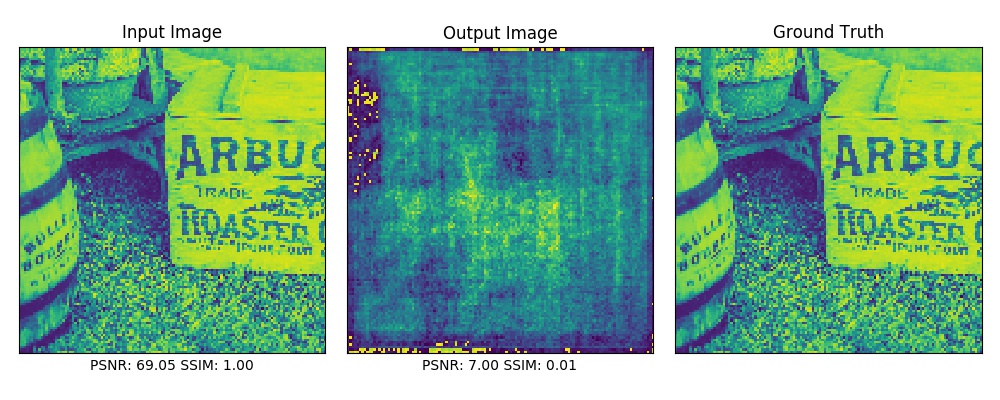 Input Image
Output Image
Ground Truth
ARBUC
TRADE
ROASTED
ARBUC
TRADE
ROASTED
PSNR: 69.05 SSIM: 1.00
PSNR: 7.00 SSIM: 0.01